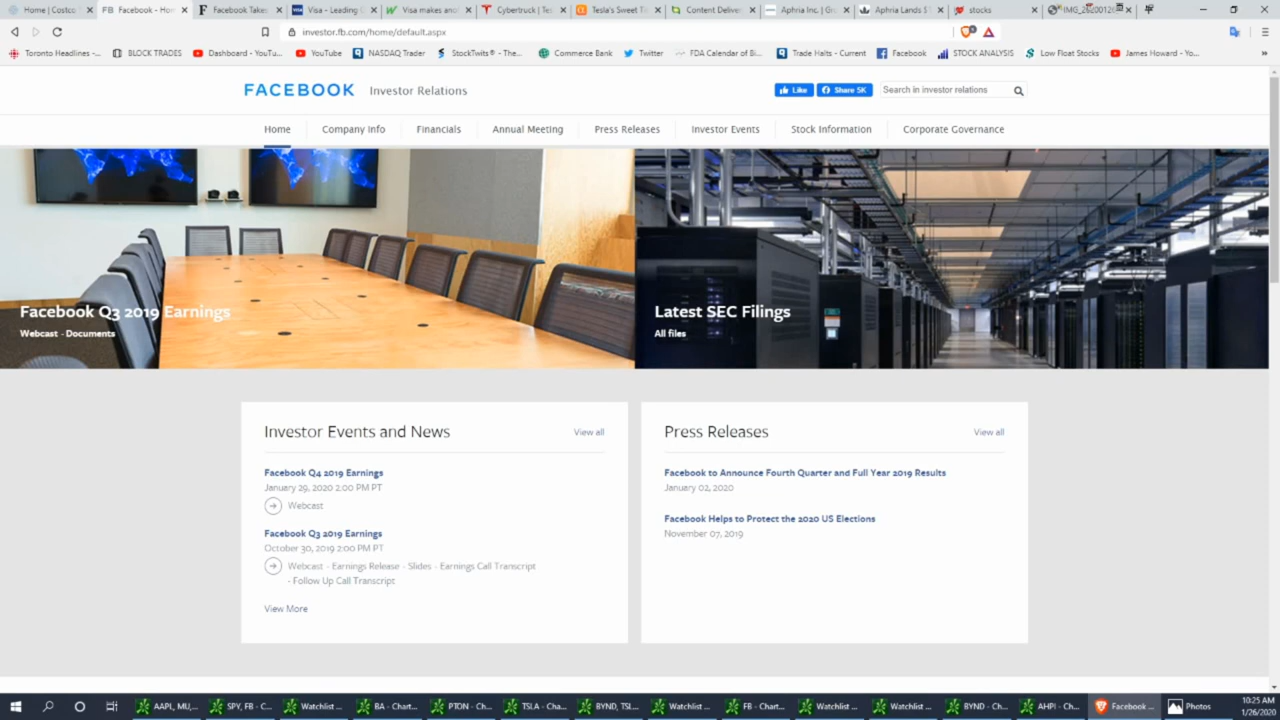 Home | Costco
Facebook - Hom
Facebook Takes
Visa - Leading G
Visa makes ano
Cybertruck | Tes
Tesla's Sweet T
Content Deliver
Aphria Inc. | Gr
Aphria Lands $
stocks
investor.fb.com/home/default.aspx
Toronto Headlines -...
BLOCK TRADES
Dashboard - YouTu...
YouTube
NASDAQ Trader
StockTwits® - The...
Commerce Bank
Twitter
FDA Calendar of Bi...
Trade Halts - Current
Facebook
STOCK ANALYSIS
Low Float Stocks
James Howard - Yo...
FACEBOOK Investor Relations
Like
Share 5K
Search in investor relations
Home
Company Info
Financials
Annual Meeting
Press Releases
Investor Events
Stock Information
Corporate Governance
Facebook Q3 2019 Earnings
Webcast - Documents
Latest SEC Filings
All files
Investor Events and News
View all
Facebook Q4 2019 Earnings
January 29, 2020 2:00 PM PT
Webcast
Facebook Q3 2019 Earnings
October 30, 2019 2:00 PM PT
Webcast - Earnings Release - Slides - Earnings Call Transcript
- Follow Up Call Transcript
View More
Press Releases
View all
Facebook to Announce Fourth Quarter and Full Year 2019 Results
January 02, 2020
Facebook Helps to Protect the 2020 US Elections
November 07, 2019
AAPL, MU,...
SPY, FB - C...
Watchlist ...
BA - Chart...
PTON - Ch...
TSLA - Cha...
BYND, TSL...
Watchlist ...
FB - Chart...
Watchlist ...
Watchlist ...
BYND - Ch...
AHPI - Ch...
Facebook ...
Photos
10:25 AM
1/26/2020